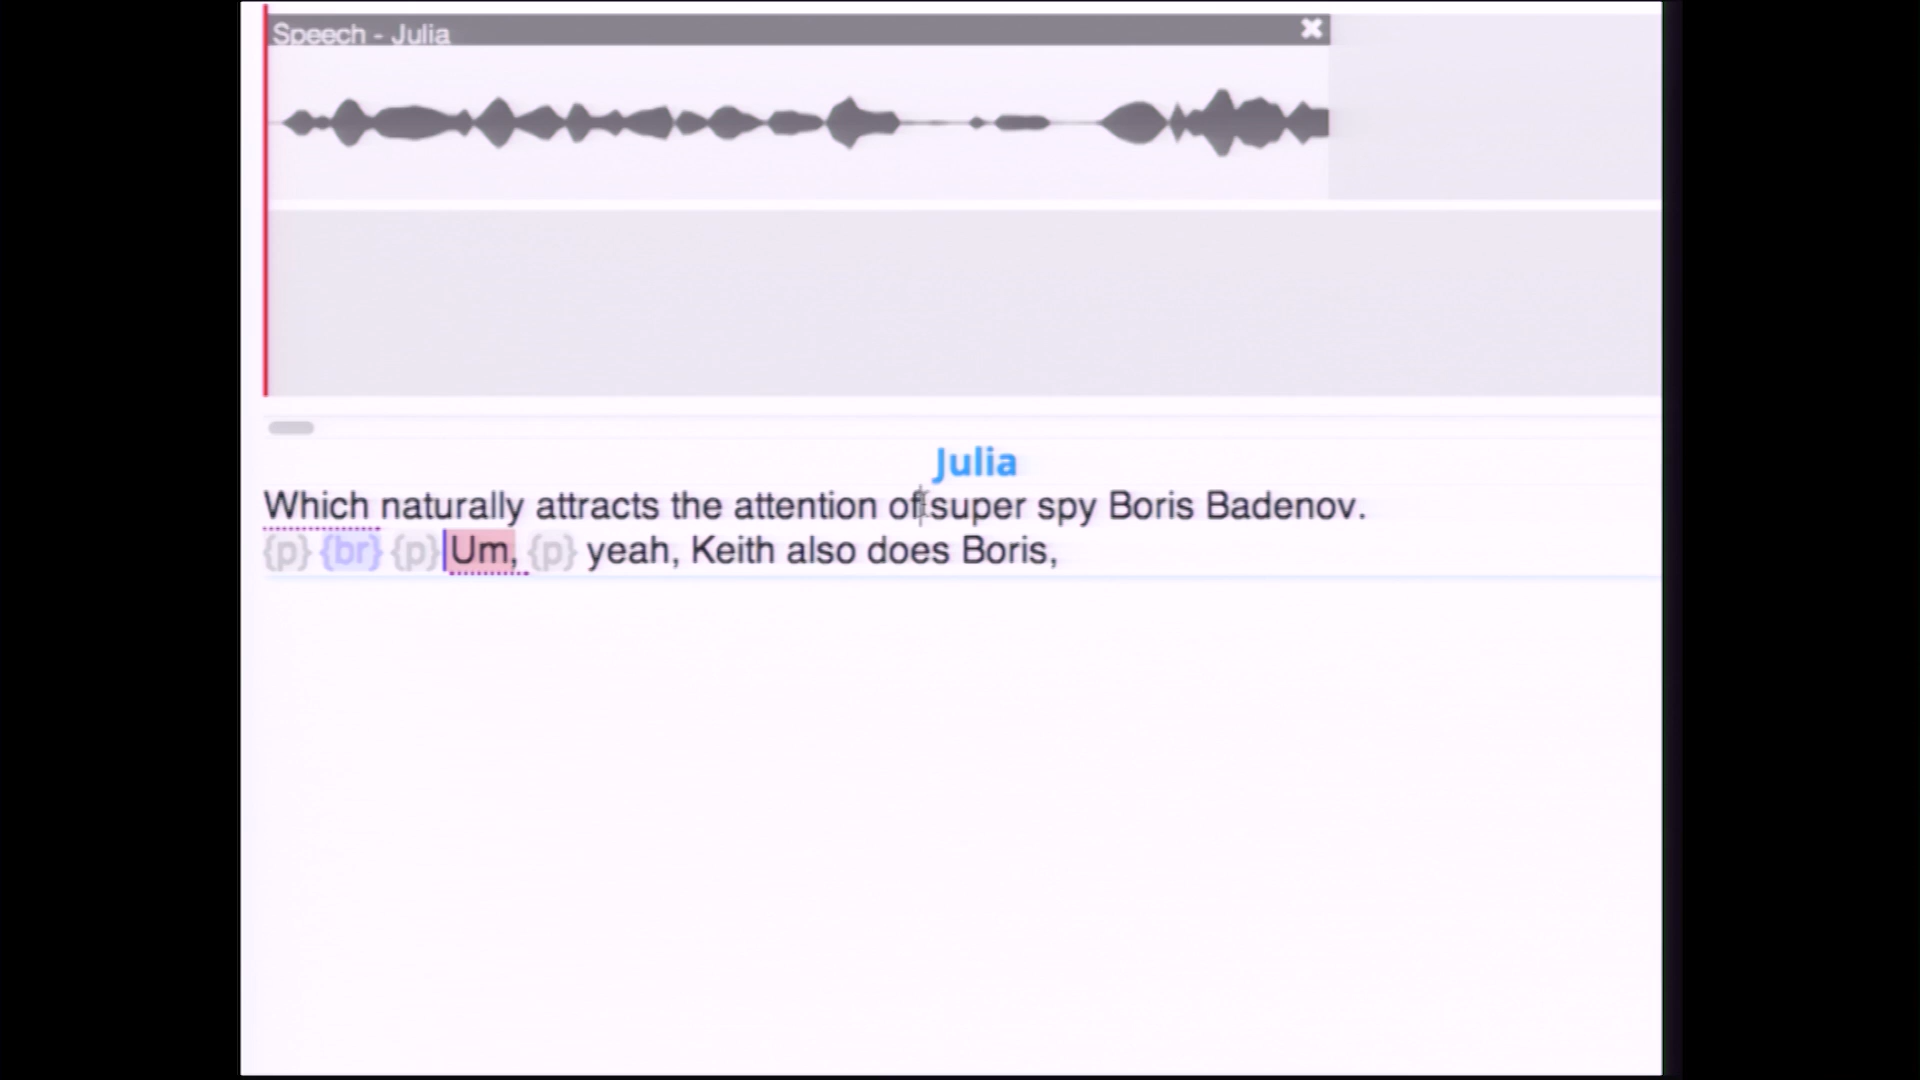 Speech - Julia
Julia
Which naturally attracts the attention of super spy Boris Badenov.
{p} {br} {p} Um, {p} yeah, Keith also does Boris,